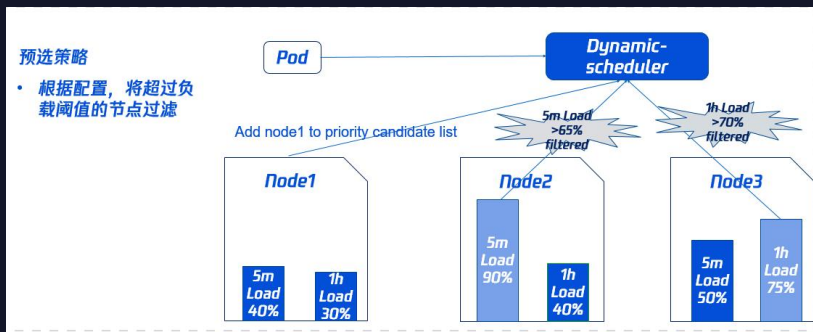 预选策略
• 根据配置，将超过负
载阈值的节点过滤
Pod
Dynamic-
scheduler
Add node1 to priority candidate list
5m Load
>65%
filtered
1h Load
>70%
filtered
Node1
5m
Load
40%
1h
Load
30%
Node2
5m
Load
90%
1h
Load
40%
Node3
5m
Load
50%
1h
Load
75%